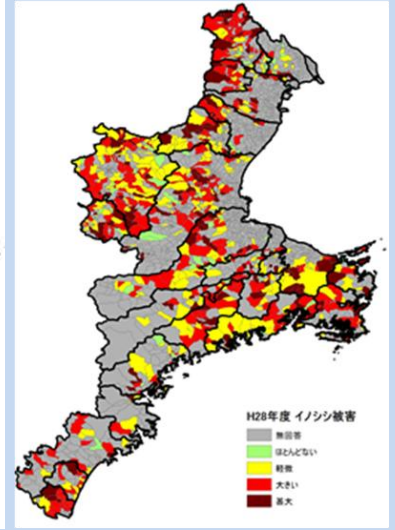 H28年度 イノシシ被害
無回答
ほとんどない
軽微
大きい
甚大